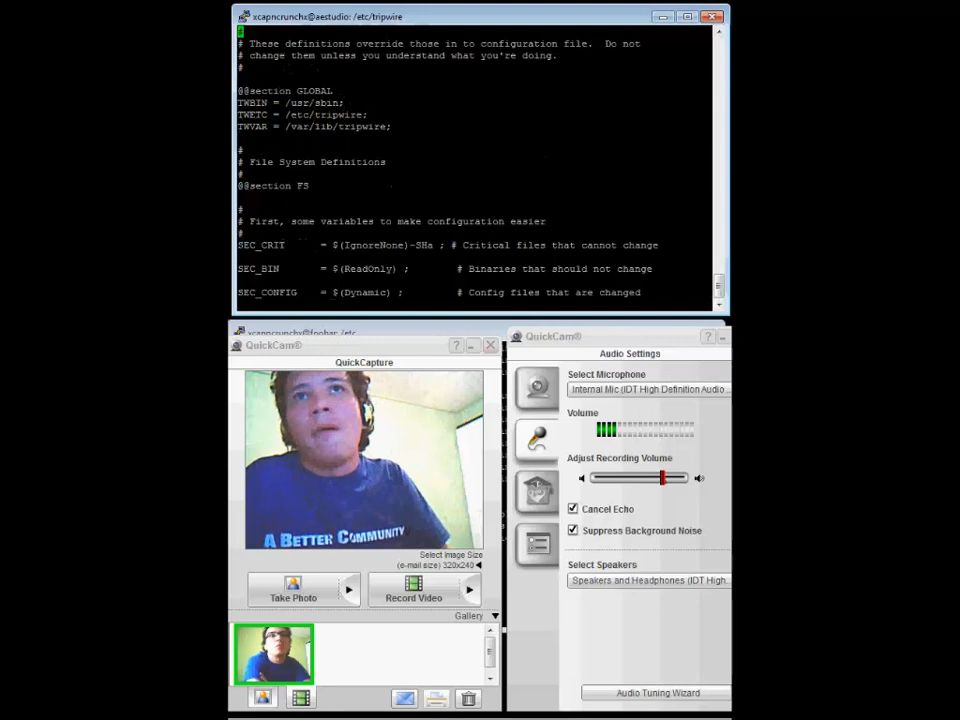 xcapncrunchx@aestudio: /etc/tripwire
#
# These definitions override those in to configuration file.  Do not
# change them unless you understand what you're doing.
#
@@section GLOBAL
TWBIN = /usr/sbin;
TWETC = /etc/tripwire;
TWVAR = /var/lib/tripwire;
#
# File System Definitions
#
@@section FS
#
# First, some variables to make configuration easier
#
SEC_CRIT      = $(IgnoreNone)-SHa ; # Critical files that cannot change
SEC_BIN       = $(ReadOnly) ;        # Binaries that should not change
SEC_CONFIG    = $(Dynamic) ;         # Config files that are changed
xcapncrunchx@foobar: /etc
QuickCam®
QuickCapture
A BETTER COMMUNITY
Select Image Size
(e-mail size) 320x240
Take Photo
Record Video
Gallery
QuickCam®
Audio Settings
Select Microphone
Internal Mic (IDT High Definition Audio ...
Volume
Adjust Recording Volume
Cancel Echo
Suppress Background Noise
Select Speakers
Speakers and Headphones (IDT High...
Audio Tuning Wizard